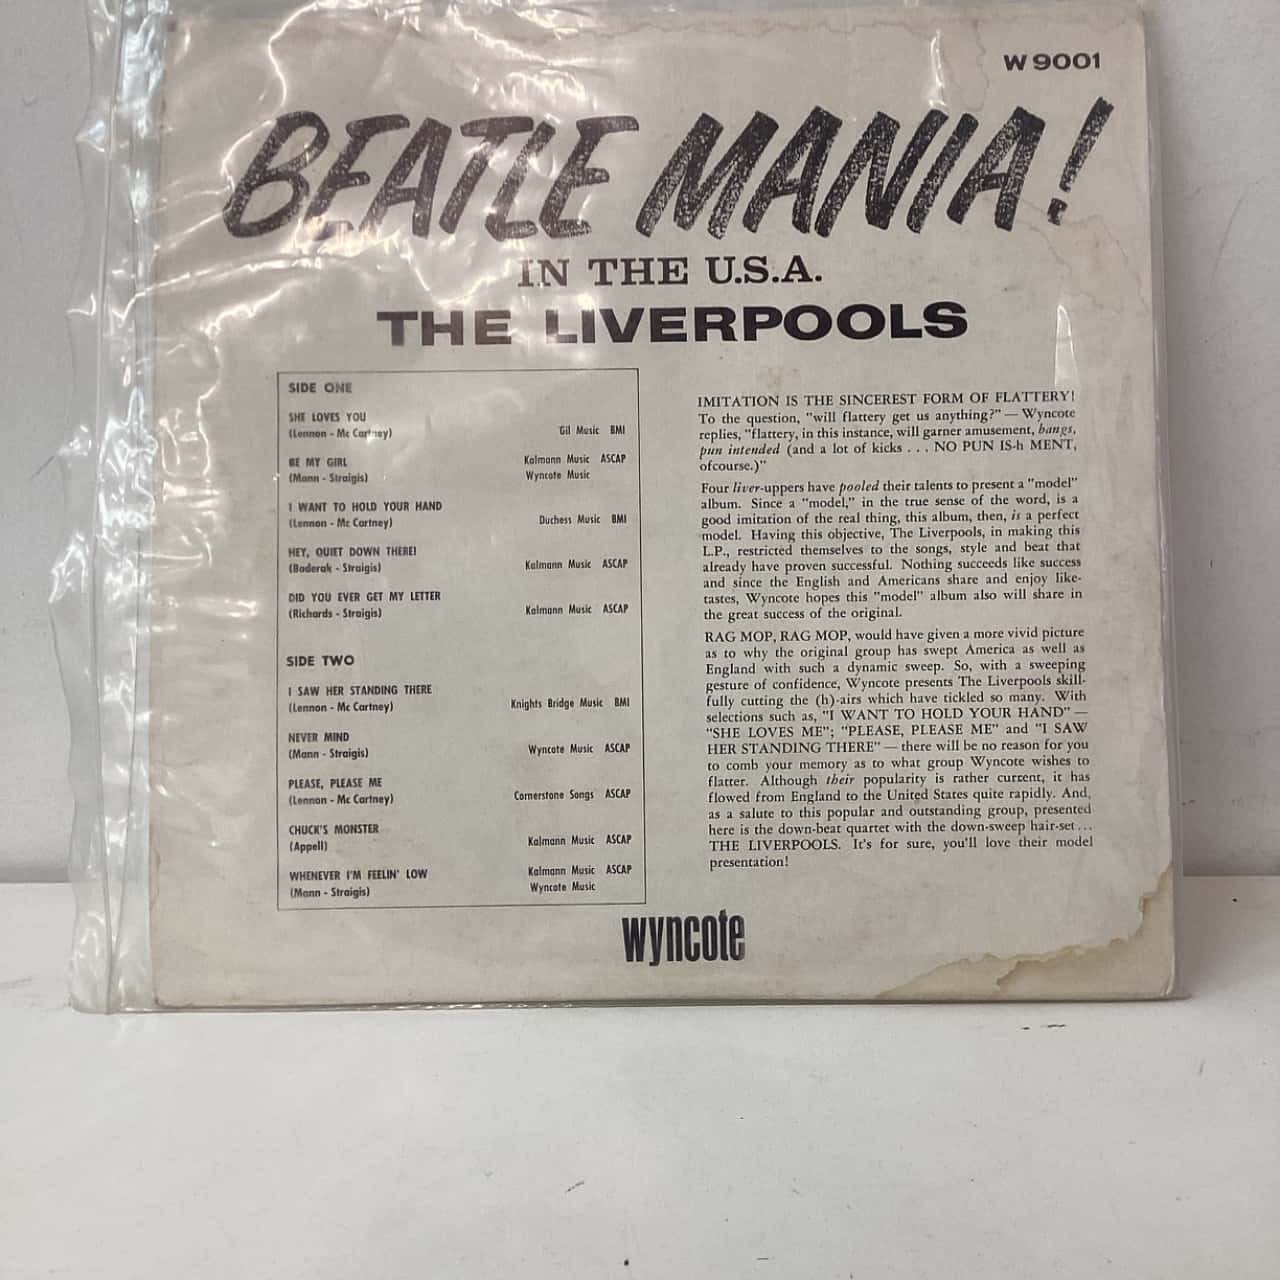 W 9001
BEATLE MANIA!
IN THE U.S.A.
THE LIVERPOOLS
SIDE ONE
SHE LOVES YOU
(Lennon - Mc Cartney) Gil Music BMI
BE MY GIRL Kalmann Music ASCAP
(Mann - Straigis) Wyncote Music
I WANT TO HOLD YOUR HAND
(Lennon - Mc Cartney) Duchess Music BMI
HEY, QUIET DOWN THERE!
(Baderak - Straigis) Kalmann Music ASCAP
DID YOU EVER GET MY LETTER
(Richards - Straigis) Kalmann Music ASCAP
SIDE TWO
I SAW HER STANDING THERE
(Lennon - Mc Cartney) Knights Bridge Music BMI
NEVER MIND
(Mann - Straigis) Wyncote Music ASCAP
PLEASE, PLEASE ME
(Lennon - Mc Cartney) Cornerstone Songs ASCAP
CHUCK'S MONSTER
(Appell) Kalmann Music ASCAP
WHENEVER I'M FEELIN' LOW Kalmann Music ASCAP
(Mann - Straigis) Wyncote Music
IMITATION IS THE SINCEREST FORM OF FLATTERY!
To the question, "will flattery get us anything?" — Wyncote
replies, "flattery, in this instance, will garner amusement, bangs,
pun intended (and a lot of kicks . . . NO PUN IS-h MENT,
ofcourse.)"
Four liver-uppers have pooled their talents to present a "model"
album. Since a "model," in the true sense of the word, is a
good imitation of the real thing, this album, then, is a perfect
model. Having this objective, The Liverpools, in making this
L.P., restricted themselves to the songs, style and beat that
already have proven successful. Nothing succeeds like success
and since the English and Americans share and enjoy like-
tastes, Wyncote hopes this "model" album also will share in
the great success of the original.
RAG MOP, RAG MOP, would have given a more vivid picture
as to why the original group has swept America as well as
England with such a dynamic sweep. So, with a sweeping
gesture of confidence, Wyncote presents The Liverpools skill-
fully cutting the (h)-airs which have tickled so many. With
selections such as, "I WANT TO HOLD YOUR HAND" —
"SHE LOVES ME"; "PLEASE, PLEASE ME" and "I SAW
HER STANDING THERE" — there will be no reason for you
to comb your memory as to what group Wyncote wishes to
flatter. Although their popularity is rather current, it has
flowed from England to the United States quite rapidly. And,
as a salute to this popular and outstanding group, presented
here is the down-beat quartet with the down-sweep hair-set . . .
THE LIVERPOOLS. It's for sure, you'll love their model
presentation!
wyncote